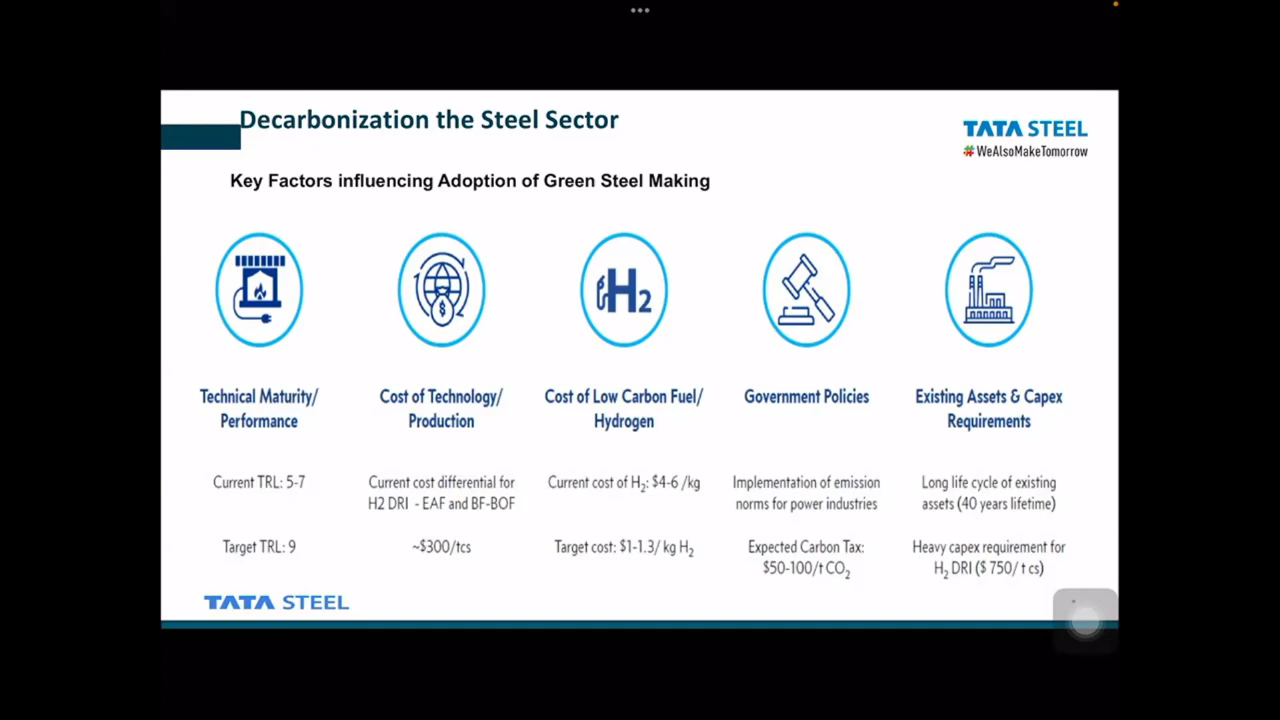 Decarbonization the Steel Sector
TATA STEEL
#WeAlsoMakeTomorrow
Key Factors influencing Adoption of Green Steel Making
H2
Technical Maturity/
Performance
Current TRL: 5-7
Target TRL: 9
Cost of Technology/
Production
Current cost differential for
H2 DRI - EAF and BF-BOF
~$300/tcs
Cost of Low Carbon Fuel/
Hydrogen
Current cost of H₂: $4-6 /kg
Target cost: $1-1.3/ kg H₂
Government Policies
Implementation of emission
norms for power industries
Expected Carbon Tax:
$50-100/t CO₂
Existing Assets & Capex
Requirements
Long life cycle of existing
assets (40 years lifetime)
Heavy capex requirement for
H₂ DRI ($ 750/ t cs)
TATA STEEL